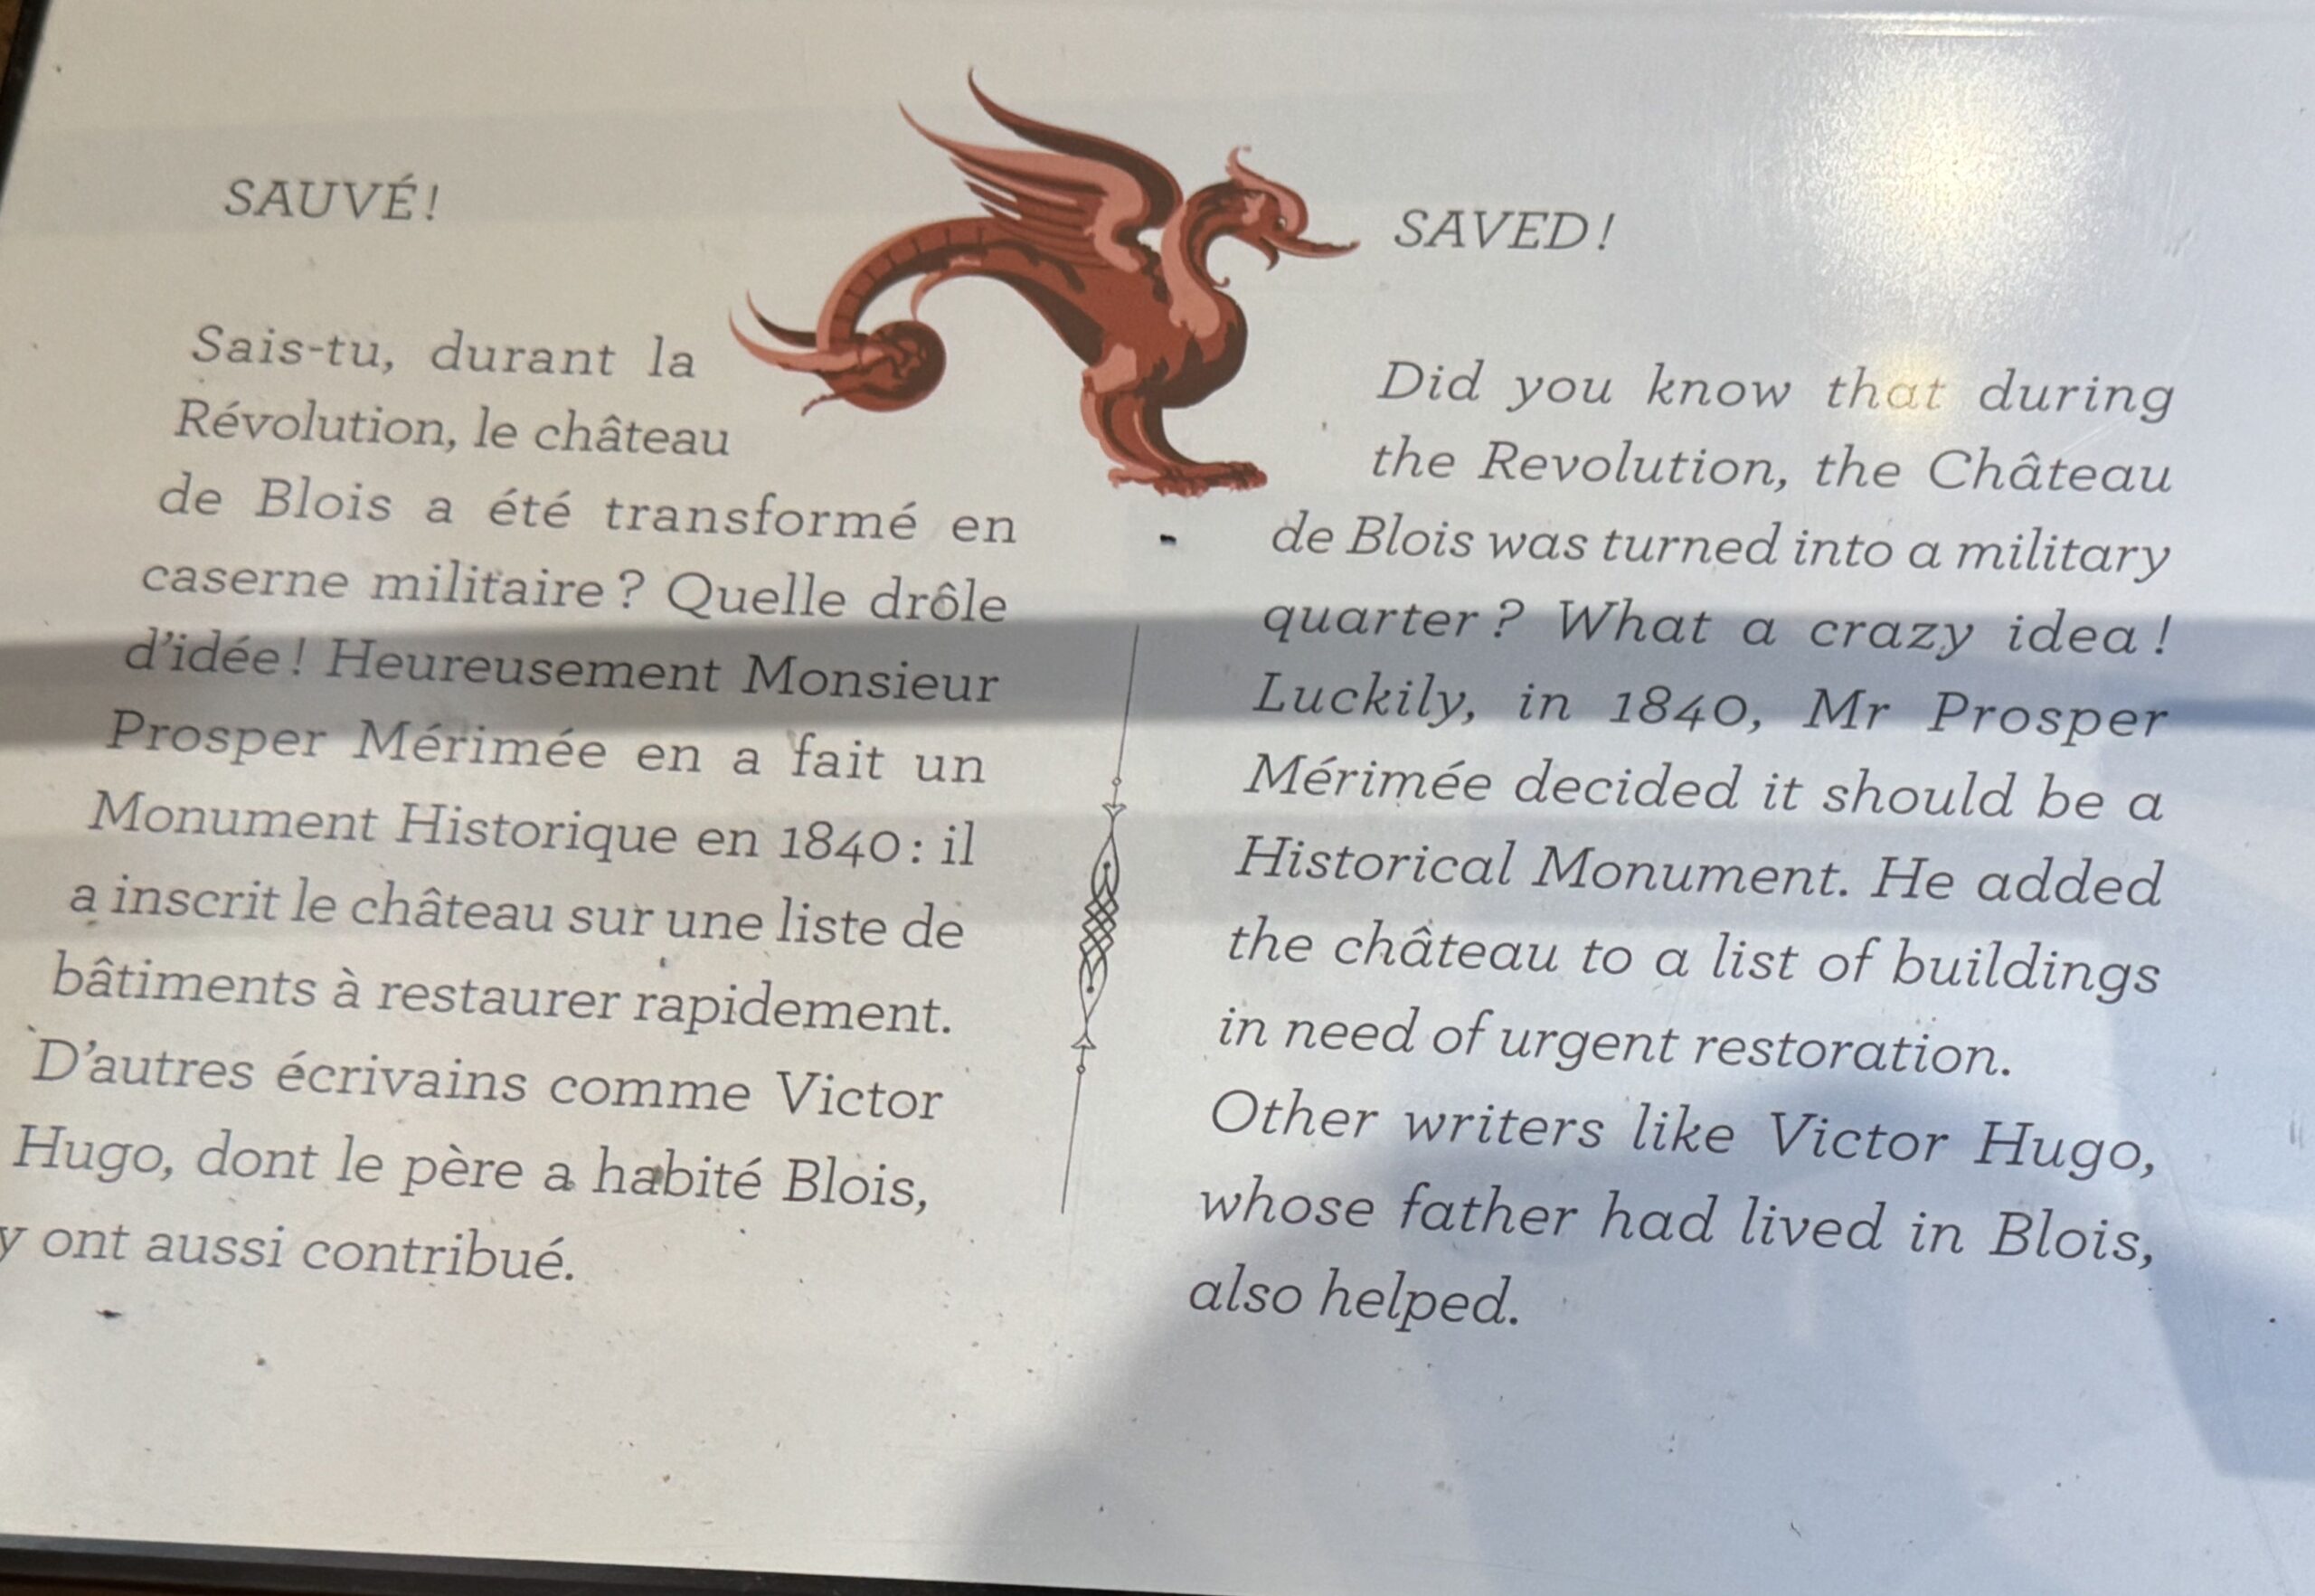 SAUVÉ !
Sais-tu, durant la
Révolution, le château
de Blois a été transformé en
caserne militaire ? Quelle drôle
d'idée ! Heureusement Monsieur
Prosper Mérimée en a fait un
Monument Historique en 1840 : il
a inscrit le château sur une liste de
bâtiments à restaurer rapidement.
D'autres écrivains comme Victor
Hugo, dont le père a habité Blois,
y ont aussi contribué.
SAVED !
Did you know that during
the Revolution, the Château
de Blois was turned into a military
quarter ? What a crazy idea !
Luckily, in 1840, Mr Prosper
Mérimée decided it should be a
Historical Monument. He added
the château to a list of buildings
in need of urgent restoration.
Other writers like Victor Hugo,
whose father had lived in Blois,
also helped.